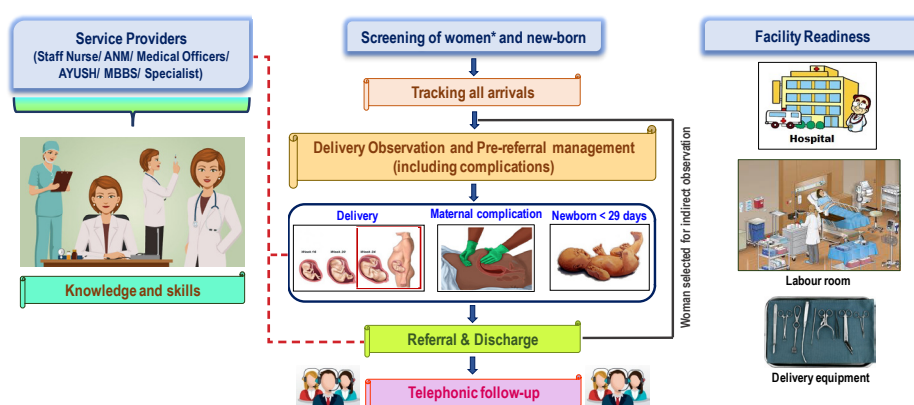 Service Providers
(Staff Nurse/ ANM/ Medical Officers/
AYUSH/ MBBS/ Specialist)
Knowledge and skills
Screening of women* and new-born
Tracking all arrivals
Delivery Observation and Pre-referral management
(including complications)
Delivery
Maternal complication
Newborn < 29 days
Referral & Discharge
Telephonic follow-up
Woman selected for indirect observation
Facility Readiness
Hospital
Labour room
Delivery equipment